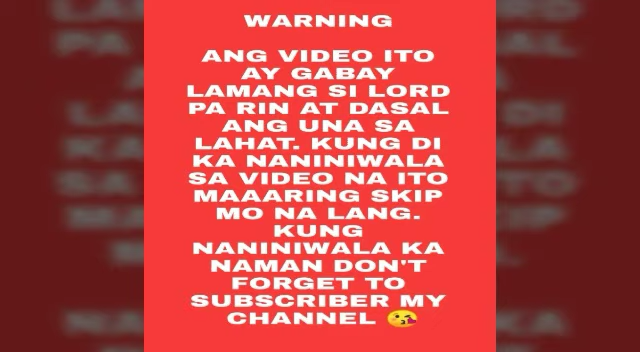 WARNING
ANG VIDEO ITO
AY GABAY
LAMANG SI LORD
PA RIN AT DASAL
ANG UNA SA
LAHAT. KUNG DI
KA NANINIWALA
SA VIDEO NA ITO
MAAARING SKIP
MO NA LANG.
KUNG
NANINIWALA KA
NAMAN DON'T
FORGET TO
SUBSCRIBER MY
CHANNEL 😘